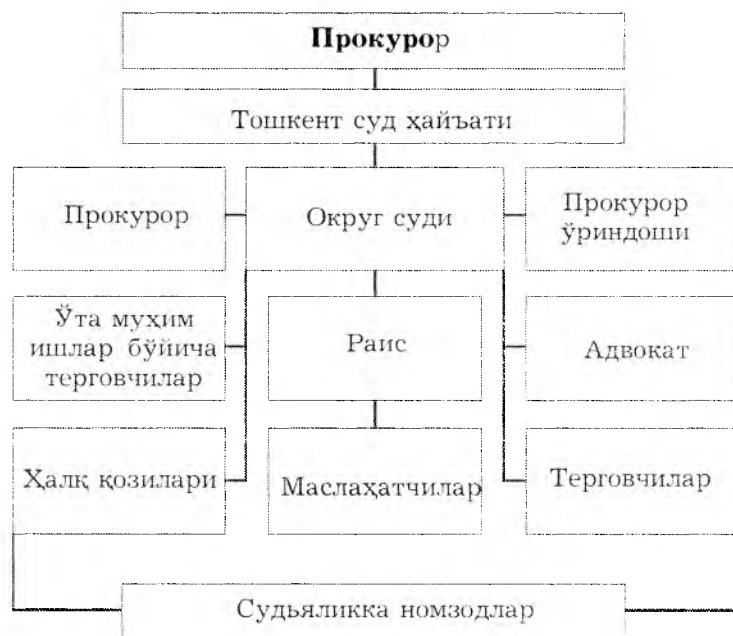 Прокурор
Тошкент суд ҳайъати
Прокурор
Округ суди
Прокурор
ўриндоши
Ўта муҳим
ишлар бўйича
терговчилар
Раис
Адвокат
Ҳалқ қозилари
Маслаҳатчилар
Терговчилар
Судьяликка номзодлар